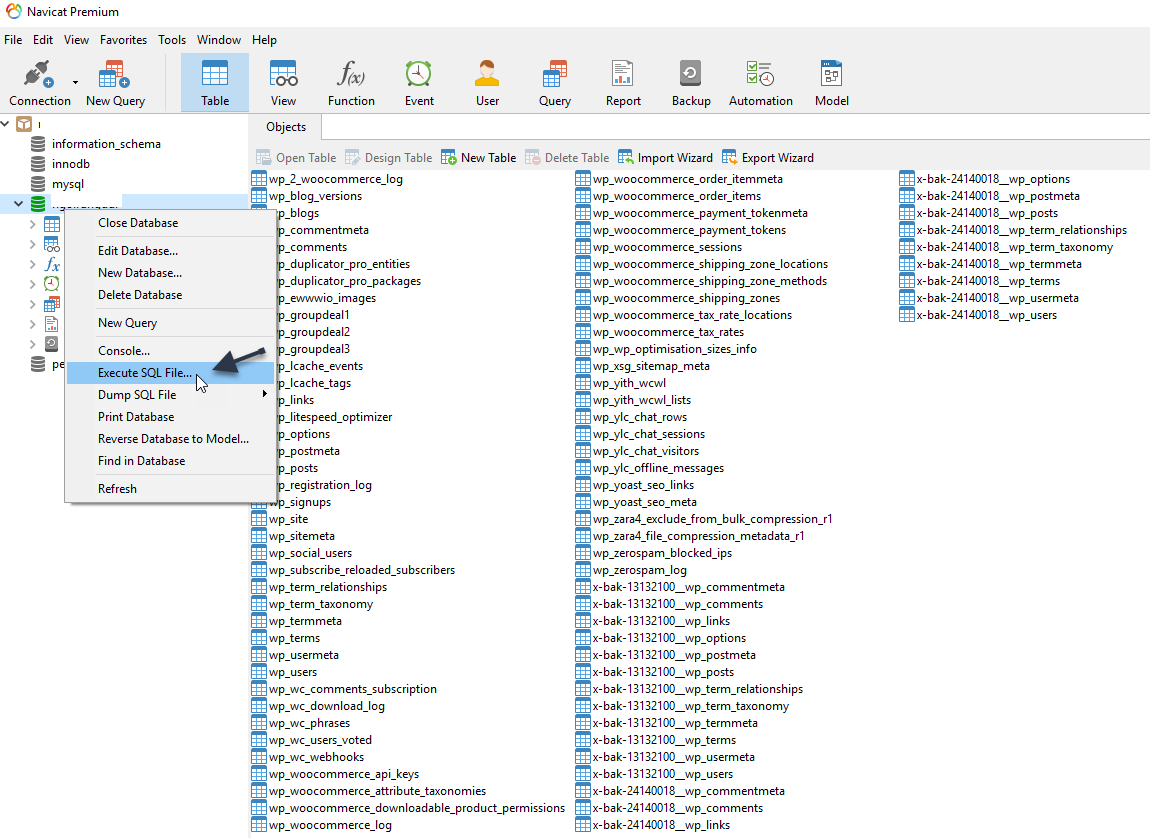 Navicat Premium
File Edit View Favorites Tools Window Help
Connection New Query Table View Function Event User Query Report Backup Automation Model
Objects
Open Table Design Table New Table Delete Table Import Wizard Export Wizard
information_schema
innodb
mysql
pe
Close Database
Edit Database...
New Database...
Delete Database
New Query
Console...
Execute SQL File...
Dump SQL File
Print Database
Reverse Database to Model...
Find in Database
Refresh
wp_2_woocommerce_log
wp_blog_versions
wp_blogs
wp_commentmeta
wp_comments
wp_duplicator_pro_entities
wp_duplicator_pro_packages
wp_ewwwio_images
wp_groupdeal1
wp_groupdeal2
wp_groupdeal3
wp_lcache_events
wp_lcache_tags
wp_links
wp_litespeed_optimizer
wp_options
wp_postmeta
wp_posts
wp_registration_log
wp_signups
wp_site
wp_sitemeta
wp_social_users
wp_subscribe_reloaded_subscribers
wp_term_relationships
wp_term_taxonomy
wp_termmeta
wp_terms
wp_usermeta
wp_users
wp_wc_comments_subscription
wp_wc_download_log
wp_wc_phrases
wp_wc_users_voted
wp_wc_webhooks
wp_woocommerce_api_keys
wp_woocommerce_attribute_taxonomies
wp_woocommerce_downloadable_product_permissions
wp_woocommerce_log
wp_woocommerce_order_itemmeta
wp_woocommerce_order_items
wp_woocommerce_payment_tokenmeta
wp_woocommerce_payment_tokens
wp_woocommerce_sessions
wp_woocommerce_shipping_zone_locations
wp_woocommerce_shipping_zone_methods
wp_woocommerce_shipping_zones
wp_woocommerce_tax_rate_locations
wp_woocommerce_tax_rates
wp_wp_optimisation_sizes_info
wp_xsg_sitemap_meta
wp_yith_wcwl
wp_yith_wcwl_lists
wp_ylc_chat_rows
wp_ylc_chat_sessions
wp_ylc_chat_visitors
wp_ylc_offline_messages
wp_yoast_seo_links
wp_yoast_seo_meta
wp_zara4_exclude_from_bulk_compression_r1
wp_zara4_file_compression_metadata_r1
wp_zerospam_blocked_ips
wp_zerospam_log
x-bak-13132100__wp_commentmeta
x-bak-13132100__wp_comments
x-bak-13132100__wp_links
x-bak-13132100__wp_options
x-bak-13132100__wp_postmeta
x-bak-13132100__wp_posts
x-bak-13132100__wp_term_relationships
x-bak-13132100__wp_term_taxonomy
x-bak-13132100__wp_termmeta
x-bak-13132100__wp_terms
x-bak-13132100__wp_usermeta
x-bak-13132100__wp_users
x-bak-24140018__wp_commentmeta
x-bak-24140018__wp_comments
x-bak-24140018__wp_links
x-bak-24140018__wp_options
x-bak-24140018__wp_postmeta
x-bak-24140018__wp_posts
x-bak-24140018__wp_term_relationships
x-bak-24140018__wp_term_taxonomy
x-bak-24140018__wp_termmeta
x-bak-24140018__wp_terms
x-bak-24140018__wp_usermeta
x-bak-24140018__wp_users